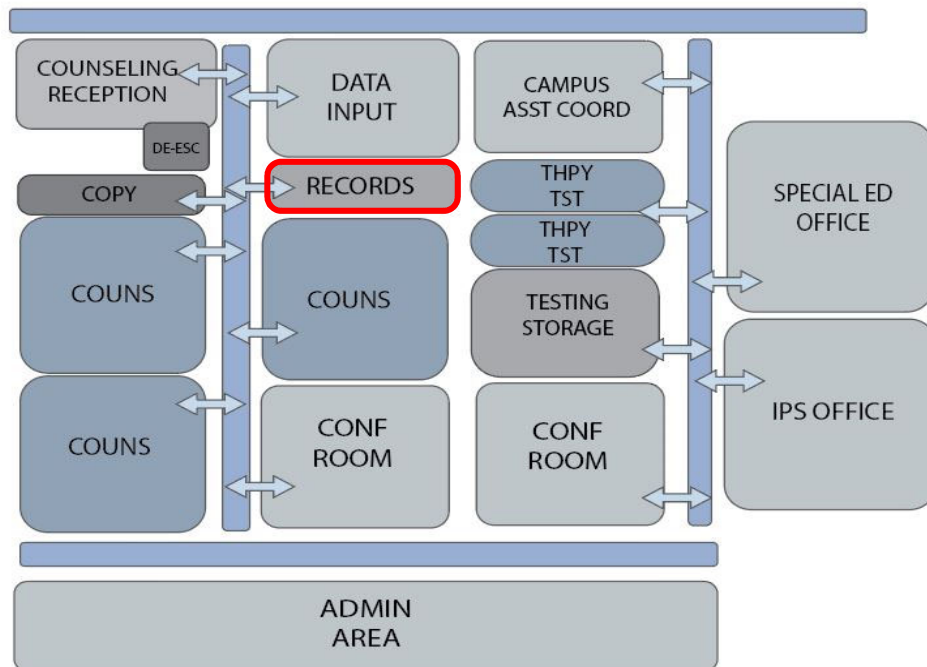 COUNSELING
RECEPTION
DATA
INPUT
CAMPUS
ASST COORD
DE-ESC
COPY
RECORDS
THPY
TST
THPY
TST
SPECIAL ED
OFFICE
COUNS
COUNS
TESTING
STORAGE
COUNS
CONF
ROOM
CONF
ROOM
IPS OFFICE
ADMIN
AREA